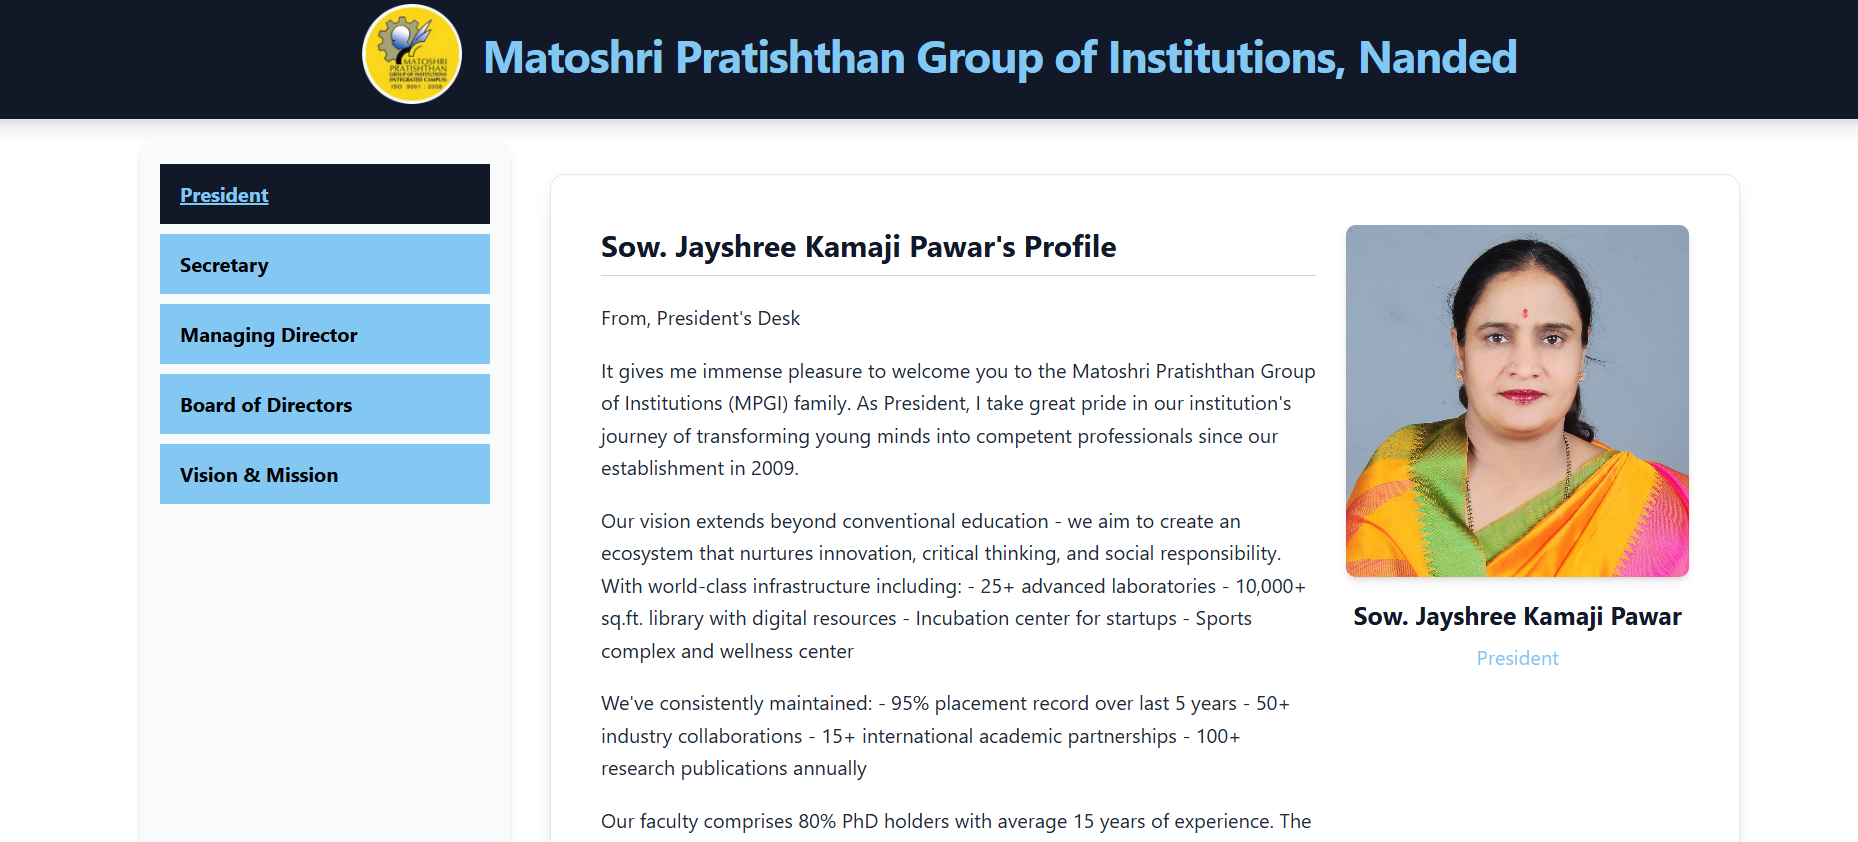 MATOSHRI
PRATISHTHAN
GROUP OF INSTITUTIONS
INTEGRATED CAMPUS
ISO 9001 : 2008
Matoshri Pratishthan Group of Institutions, Nanded
President
Secretary
Managing Director
Board of Directors
Vision & Mission
Sow. Jayshree Kamaji Pawar's Profile
From, President's Desk
It gives me immense pleasure to welcome you to the Matoshri Pratishthan Group
of Institutions (MPGI) family. As President, I take great pride in our institution's
journey of transforming young minds into competent professionals since our
establishment in 2009.
Our vision extends beyond conventional education - we aim to create an
ecosystem that nurtures innovation, critical thinking, and social responsibility.
With world-class infrastructure including: - 25+ advanced laboratories - 10,000+
sq.ft. library with digital resources - Incubation center for startups - Sports
complex and wellness center
We've consistently maintained: - 95% placement record over last 5 years - 50+
industry collaborations - 15+ international academic partnerships - 100+
research publications annually
Our faculty comprises 80% PhD holders with average 15 years of experience. The
Sow. Jayshree Kamaji Pawar
President